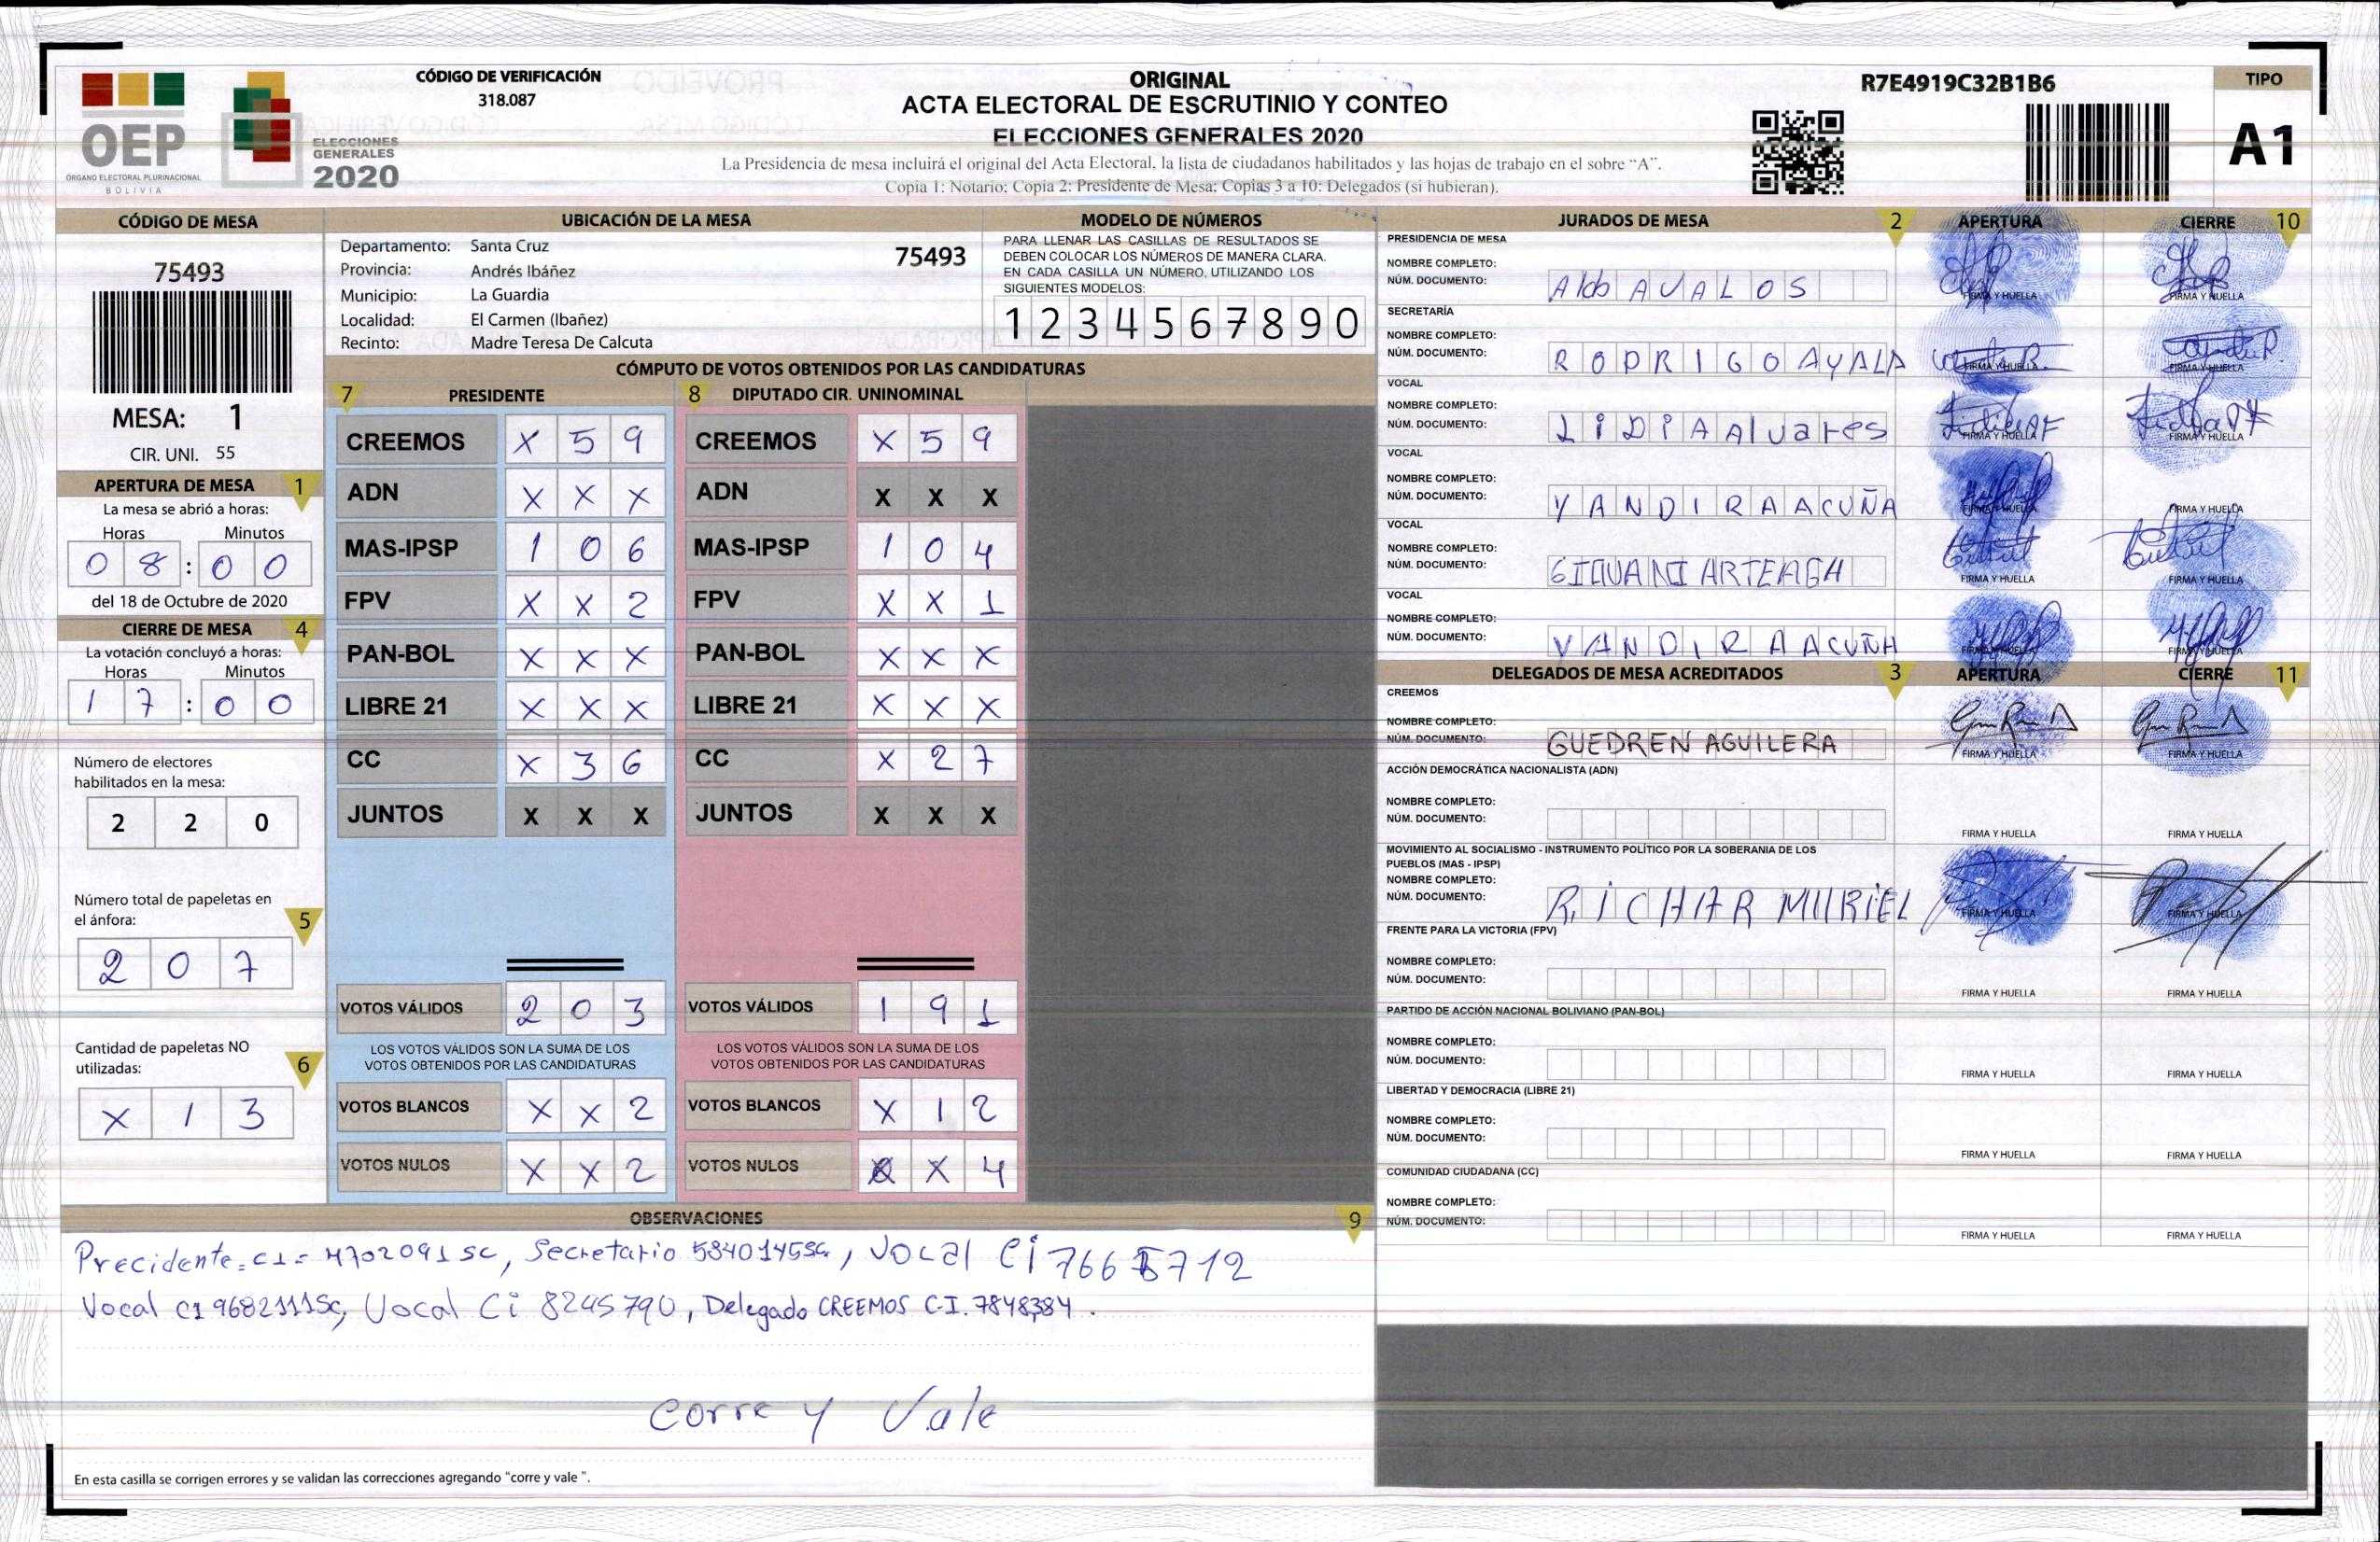 CÓDIGO DE VERIFICACIÓN
318.087
OEP
ÓRGANO ELECTORAL PLURINACIONAL
BOLIVIA
ELECCIONES
GENERALES
2020
ORIGINAL
ACTA ELECTORAL DE ESCRUTINIO Y CONTEO
ELECCIONES GENERALES 2020
La Presidencia de mesa incluirá el original del Acta Electoral, la lista de ciudadanos habilitados y las hojas de trabajo en el sobre “A”.
Copia 1: Notario; Copia 2: Presidente de Mesa; Copias 3 a 10: Delegados (si hubieran).
R7E4919C32B1B6
TIPO
A1
CÓDIGO DE MESA
75493
MESA: 1
CIR. UNI. 55
APERTURA DE MESA 1
La mesa se abrió a horas:
Horas Minutos
0 8 : 0 0
del 18 de Octubre de 2020
CIERRE DE MESA 4
La votación concluyó a horas:
Horas Minutos
1 7 : 0 0
Número de electores
habilitados en la mesa:
2 2 0
Número total de papeletas en
el ánfora: 5
2 0 7
Cantidad de papeletas NO
utilizadas: 6
X 1 3
UBICACIÓN DE LA MESA
Departamento: Santa Cruz 75493
Provincia: Andrés Ibáñez
Municipio: La Guardia
Localidad: El Carmen (Ibañez)
Recinto: Madre Teresa De Calcuta
MODELO DE NÚMEROS
PARA LLENAR LAS CASILLAS DE RESULTADOS SE
DEBEN COLOCAR LOS NÚMEROS DE MANERA CLARA.
EN CADA CASILLA UN NÚMERO, UTILIZANDO LOS
SIGUIENTES MODELOS:
1 2 3 4 5 6 7 8 9 0
CÓMPUTO DE VOTOS OBTENIDOS POR LAS CANDIDATURAS
7 PRESIDENTE 8 DIPUTADO CIR. UNINOMINAL
CREEMOS X 5 9 CREEMOS X 5 9
ADN X X X ADN X X X
MAS-IPSP 1 0 6 MAS-IPSP 1 0 4
FPV X X 2 FPV X X 1
PAN-BOL X X X PAN-BOL X X X
LIBRE 21 X X X LIBRE 21 X X X
CC X 3 6 CC X 2 7
JUNTOS X X X JUNTOS X X X
VOTOS VÁLIDOS 2 0 3 VOTOS VÁLIDOS 1 9 1
LOS VOTOS VÁLIDOS SON LA SUMA DE LOS LOS VOTOS VÁLIDOS SON LA SUMA DE LOS
VOTOS OBTENIDOS POR LAS CANDIDATURAS VOTOS OBTENIDOS POR LAS CANDIDATURAS
VOTOS BLANCOS X X 2 VOTOS BLANCOS X 1 2
VOTOS NULOS X X 2 VOTOS NULOS X X 4
OBSERVACIONES 9
Precidente = CI = 4702091 SC, Secretario 5840145SC, Vocal Ci 7665712
Vocal CI 9682111SC, Vocal Ci 8245790, Delegado CREEMOS C.I. 7848384.
Corre y Vale
En esta casilla se corrigen errores y se validan las correcciones agregando “corre y vale ”.
JURADOS DE MESA 2 APERTURA CIERRE 10
PRESIDENCIA DE MESA
NOMBRE COMPLETO:
NÚM. DOCUMENTO: Aldo AVALOS FIRMA Y HUELLA FIRMA Y HUELLA
SECRETARÍA
NOMBRE COMPLETO:
NÚM. DOCUMENTO: RODRIGO AYALA FIRMA Y HUELLA FIRMA Y HUELLA
VOCAL
NOMBRE COMPLETO:
NÚM. DOCUMENTO: LiDiA Alvares FIRMA Y HUELLA FIRMA Y HUELLA
VOCAL
NOMBRE COMPLETO:
NÚM. DOCUMENTO: YANDIRA ACUÑA FIRMA Y HUELLA FIRMA Y HUELLA
VOCAL
NOMBRE COMPLETO:
NÚM. DOCUMENTO: GIOVANI ARTEAGA FIRMA Y HUELLA FIRMA Y HUELLA
VOCAL
NOMBRE COMPLETO:
NÚM. DOCUMENTO: YANDIRA ACUÑA FIRMA Y HUELLA FIRMA Y HUELLA
DELEGADOS DE MESA ACREDITADOS 3 APERTURA CIERRE 11
CREEMOS
NOMBRE COMPLETO:
NÚM. DOCUMENTO: GUEDREN AGUILERA FIRMA Y HUELLA FIRMA Y HUELLA
ACCIÓN DEMOCRÁTICA NACIONALISTA (ADN)
NOMBRE COMPLETO:
NÚM. DOCUMENTO: FIRMA Y HUELLA FIRMA Y HUELLA
MOVIMIENTO AL SOCIALISMO - INSTRUMENTO POLÍTICO POR LA SOBERANIA DE LOS
PUEBLOS (MAS - IPSP)
NOMBRE COMPLETO:
NÚM. DOCUMENTO: RiCHAR MURiEL FIRMA Y HUELLA FIRMA Y HUELLA
FRENTE PARA LA VICTORIA (FPV)
NOMBRE COMPLETO:
NÚM. DOCUMENTO: FIRMA Y HUELLA FIRMA Y HUELLA
PARTIDO DE ACCIÓN NACIONAL BOLIVIANO (PAN-BOL)
NOMBRE COMPLETO:
NÚM. DOCUMENTO: FIRMA Y HUELLA FIRMA Y HUELLA
LIBERTAD Y DEMOCRACIA (LIBRE 21)
NOMBRE COMPLETO:
NÚM. DOCUMENTO: FIRMA Y HUELLA FIRMA Y HUELLA
COMUNIDAD CIUDADANA (CC)
NOMBRE COMPLETO:
NÚM. DOCUMENTO: FIRMA Y HUELLA FIRMA Y HUELLA